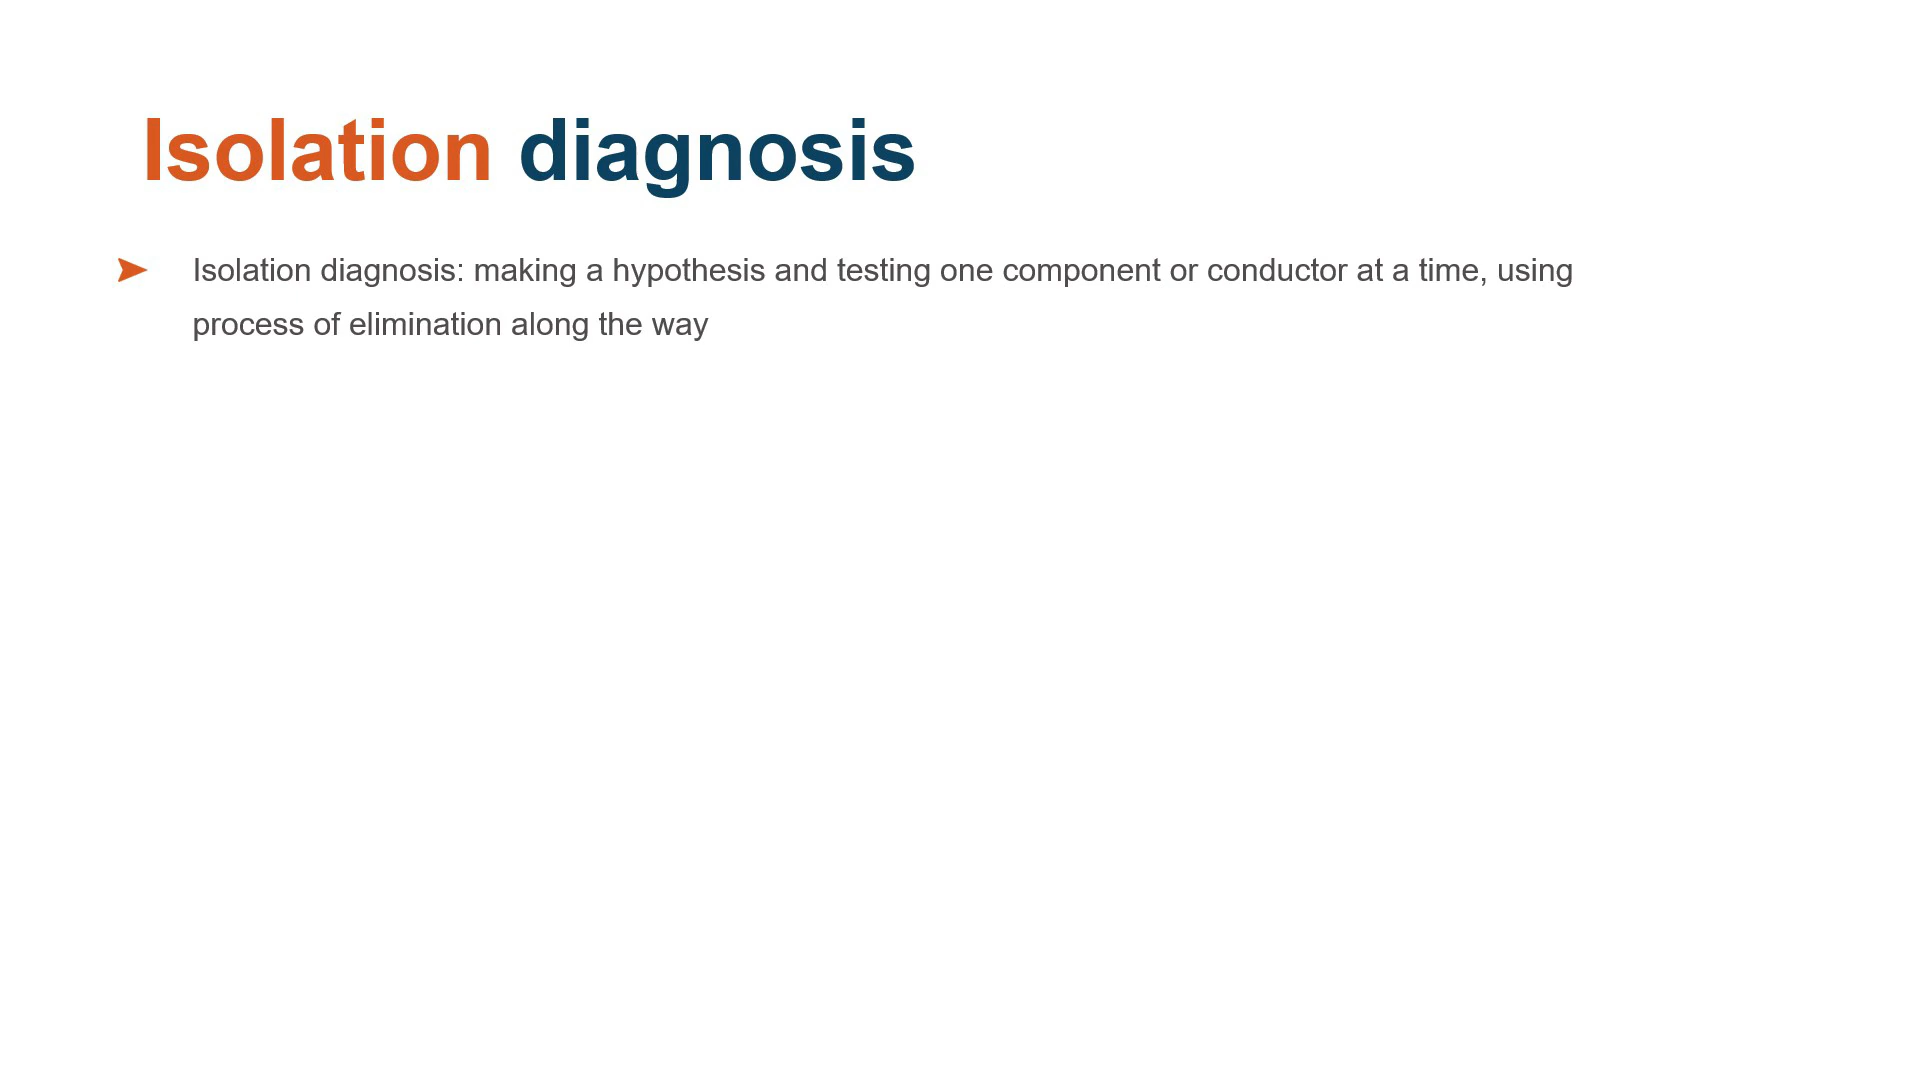 Isolation diagnosis
Isolation diagnosis: making a hypothesis and testing one component or conductor at a time, using
process of elimination along the way